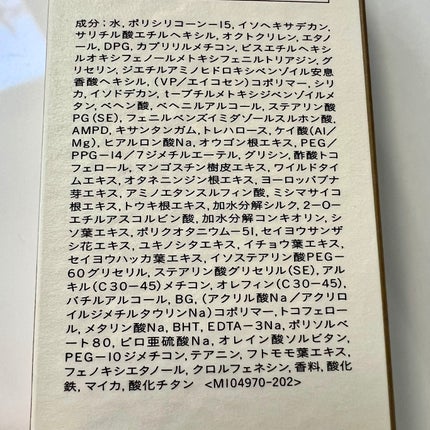 成分:水, ポリシリコーン-15, イソヘキサデカン,
サリチル酸エチルヘキシル, オクトクリレン, エタノ
ール, DPG, カプリリルメチコン, ビスエチルヘキシ
ルオキシフェノールメトキシフェニルトリアジン, グ
リセリン, ジエチルアミノヒドロキシベンゾイル安息
香酸ヘキシル, (VP/エイコセン)コポリマー, シリ
カ, イソドデカン, t-ブチルメトキシジベンゾイルメ
タン, ベヘン酸, ベヘニルアルコール, ステアリン酸
PG(SE), フェニルベンズイミダゾールスルホン酸,
AMPD, キサンタンガム, トレハロース, ケイ酸(Al/
Mg), ヒアルロン酸Na, オウゴン根エキス, PEG/
PPG-14/7ジメチルエーテル, グリシン, 酢酸トコ
フェロール, マンゴスチン樹皮エキス, ワイルドタイ
ムエキス, オタネニンジン根エキス, ヨーロッパブナ
芽エキス, アミノエタンスルフィン酸, ミシマサイコ
根エキス, トウキ根エキス, 加水分解シルク, 2-O-
エチルアスコルビン酸, 加水分解コンキオリン, シ
ソ葉エキス, ポリクオタニウム-51, セイヨウサンザ
シ花エキス, ユキノシタエキス, イチョウ葉エキス,
セイヨウハッカ葉エキス, イソステアリン酸PEG-
60グリセリル, ステアリン酸グリセリル(SE), アル
キル(C30-45)メチコン, オレフィン(C30-45),
バチルアルコール, BG, (アクリル酸Na/アクリロ
イルジメチルタウリンNa)コポリマー, トコフェロー
ル, メタリン酸Na, BHT, EDTA-3Na, ポリソルベ
ート80, ピロ亜硫酸Na, オレイン酸ソルビタン,
PEG-10ジメチコン, テアニン, フトモモ葉エキス,
フェノキシエタノール, クロルフェネシン, 香料, 酸化
鉄, マイカ, 酸化チタン <MI04970-202>